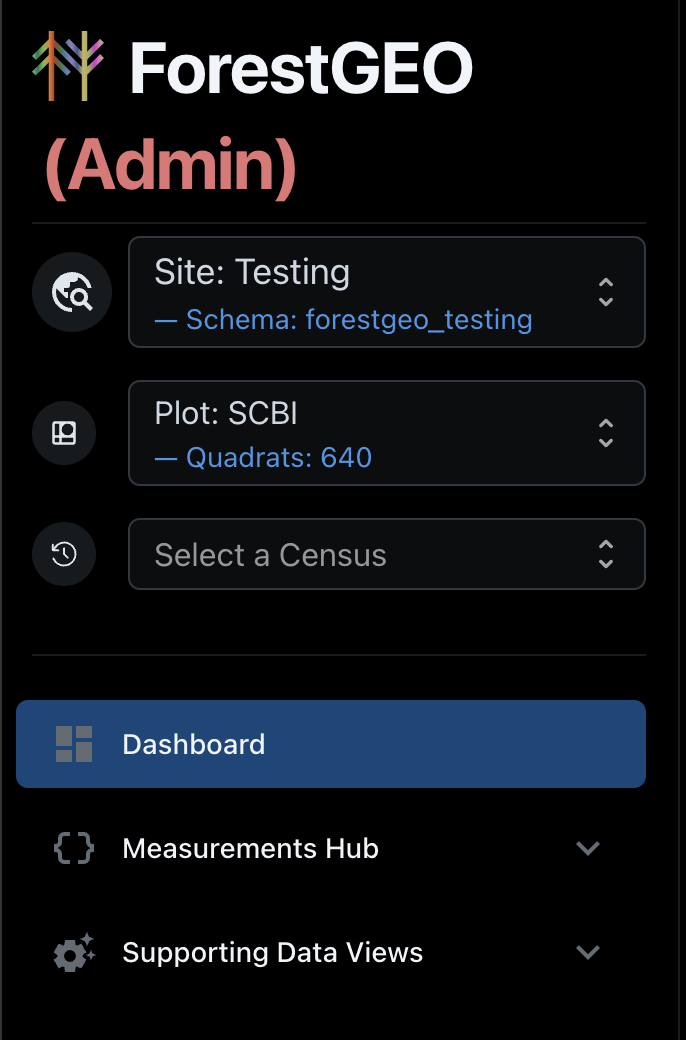 ForestGEO
(Admin)
Site: Testing
— Schema: forestgeo_testing
Plot: SCBI
— Quadrats: 640
Select a Census
Dashboard
Measurements Hub
Supporting Data Views